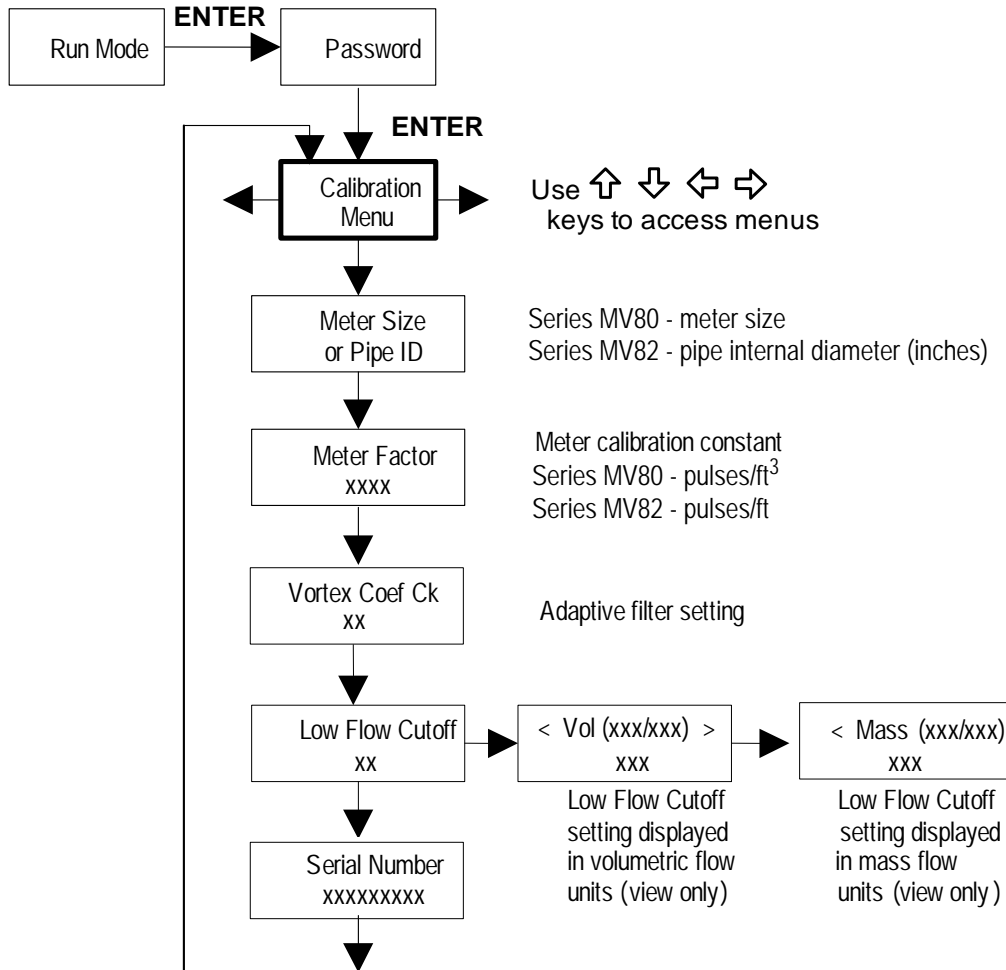 ENTER
Run Mode
Password
ENTER
Calibration
Menu
Use ⇧ ⇩ ⇦ ⇨
keys to access menus
Meter Size
or Pipe ID
Series MV80 - meter size
Series MV82 - pipe internal diameter (inches)
Meter Factor
xxxx
Meter calibration constant
Series MV80 - pulses/ft³
Series MV82 - pulses/ft
Vortex Coef Ck
xx
Adaptive filter setting
Low Flow Cutoff
xx
< Vol (xxx/xxx) >
xxx
< Mass (xxx/xxx)
xxx
Low Flow Cutoff
setting displayed
in volumetric flow
units (view only)
Low Flow Cutoff
setting displayed
in mass flow
units (view only)
Serial Number
xxxxxxxxx